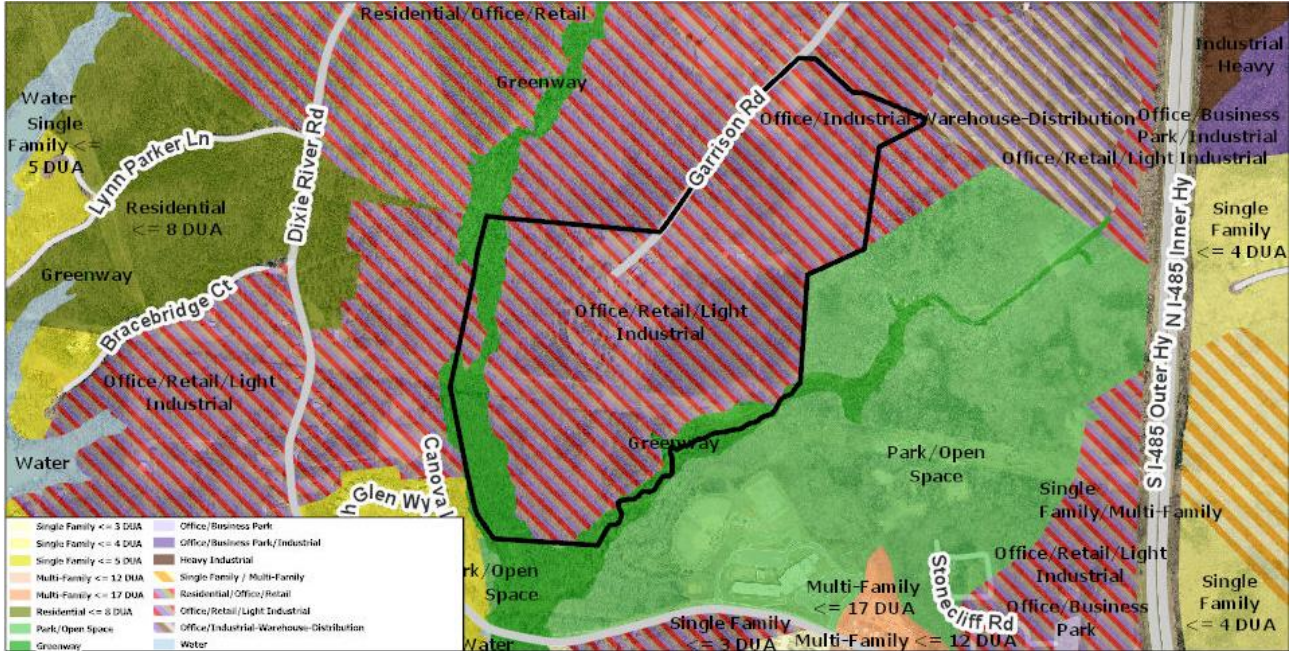 Residential/Office/Retail
Greenway
Industrial
- Heavy
Water
Single
Family <=
5 DUA
Lynn Parker Ln
Dixie River Rd
Garrison Rd
Office/Industrial-Warehouse-Distribution
Office/Business
Park/Industrial
Office/Retail/Light Industrial
Residential
<= 8 DUA
Single
Family
<= 4 DUA
Greenway
Bracebridge Ct
S I-485 Outer Hy
N I-485 Inner Hy
Office/Retail/Light
Industrial
Office/Retail/Light
Industrial
Greenway
Water
Canoval
h Glen Wy
Park/Open
Space
Single
Family/Multi-Family
Office/Retail/Light
Industrial
rk/Open
Space
Multi-Family
<= 17 DUA
Stonecliff Rd
Office/Business
Park
Single
Family
<= 4 DUA
Single Family
<= 3 DUA
Multi-Family <= 12 DUA
Water
Single Family <= 3 DUA
Single Family <= 4 DUA
Single Family <= 5 DUA
Multi-Family <= 12 DUA
Multi-Family <= 17 DUA
Residential <= 8 DUA
Park/Open Space
Greenway
Office/Business Park
Office/Business Park/Industrial
Heavy Industrial
Single Family / Multi-Family
Residential/Office/Retail
Office/Retail/Light Industrial
Office/Industrial-Warehouse-Distribution
Water